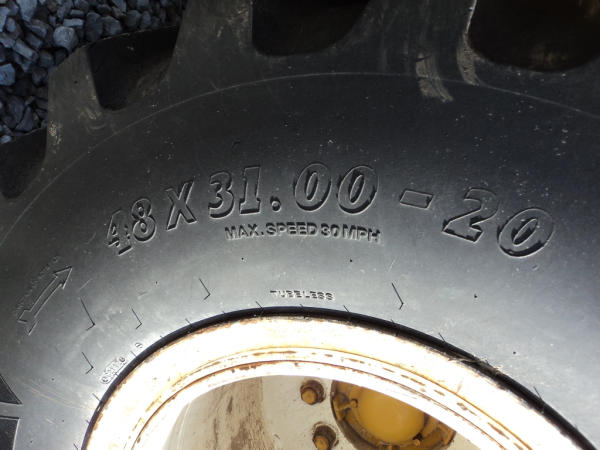 48 X 31.00 - 20
MAX. SPEED 30 MPH
TUBELESS